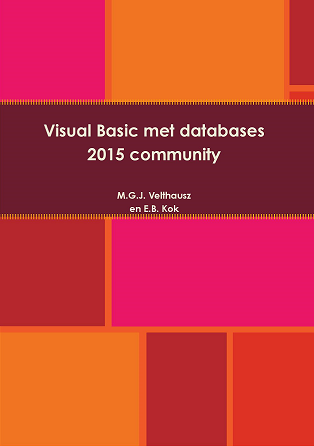 Visual Basic met databases
2015 community
M.G.J. Velthausz
en E.B. Kok